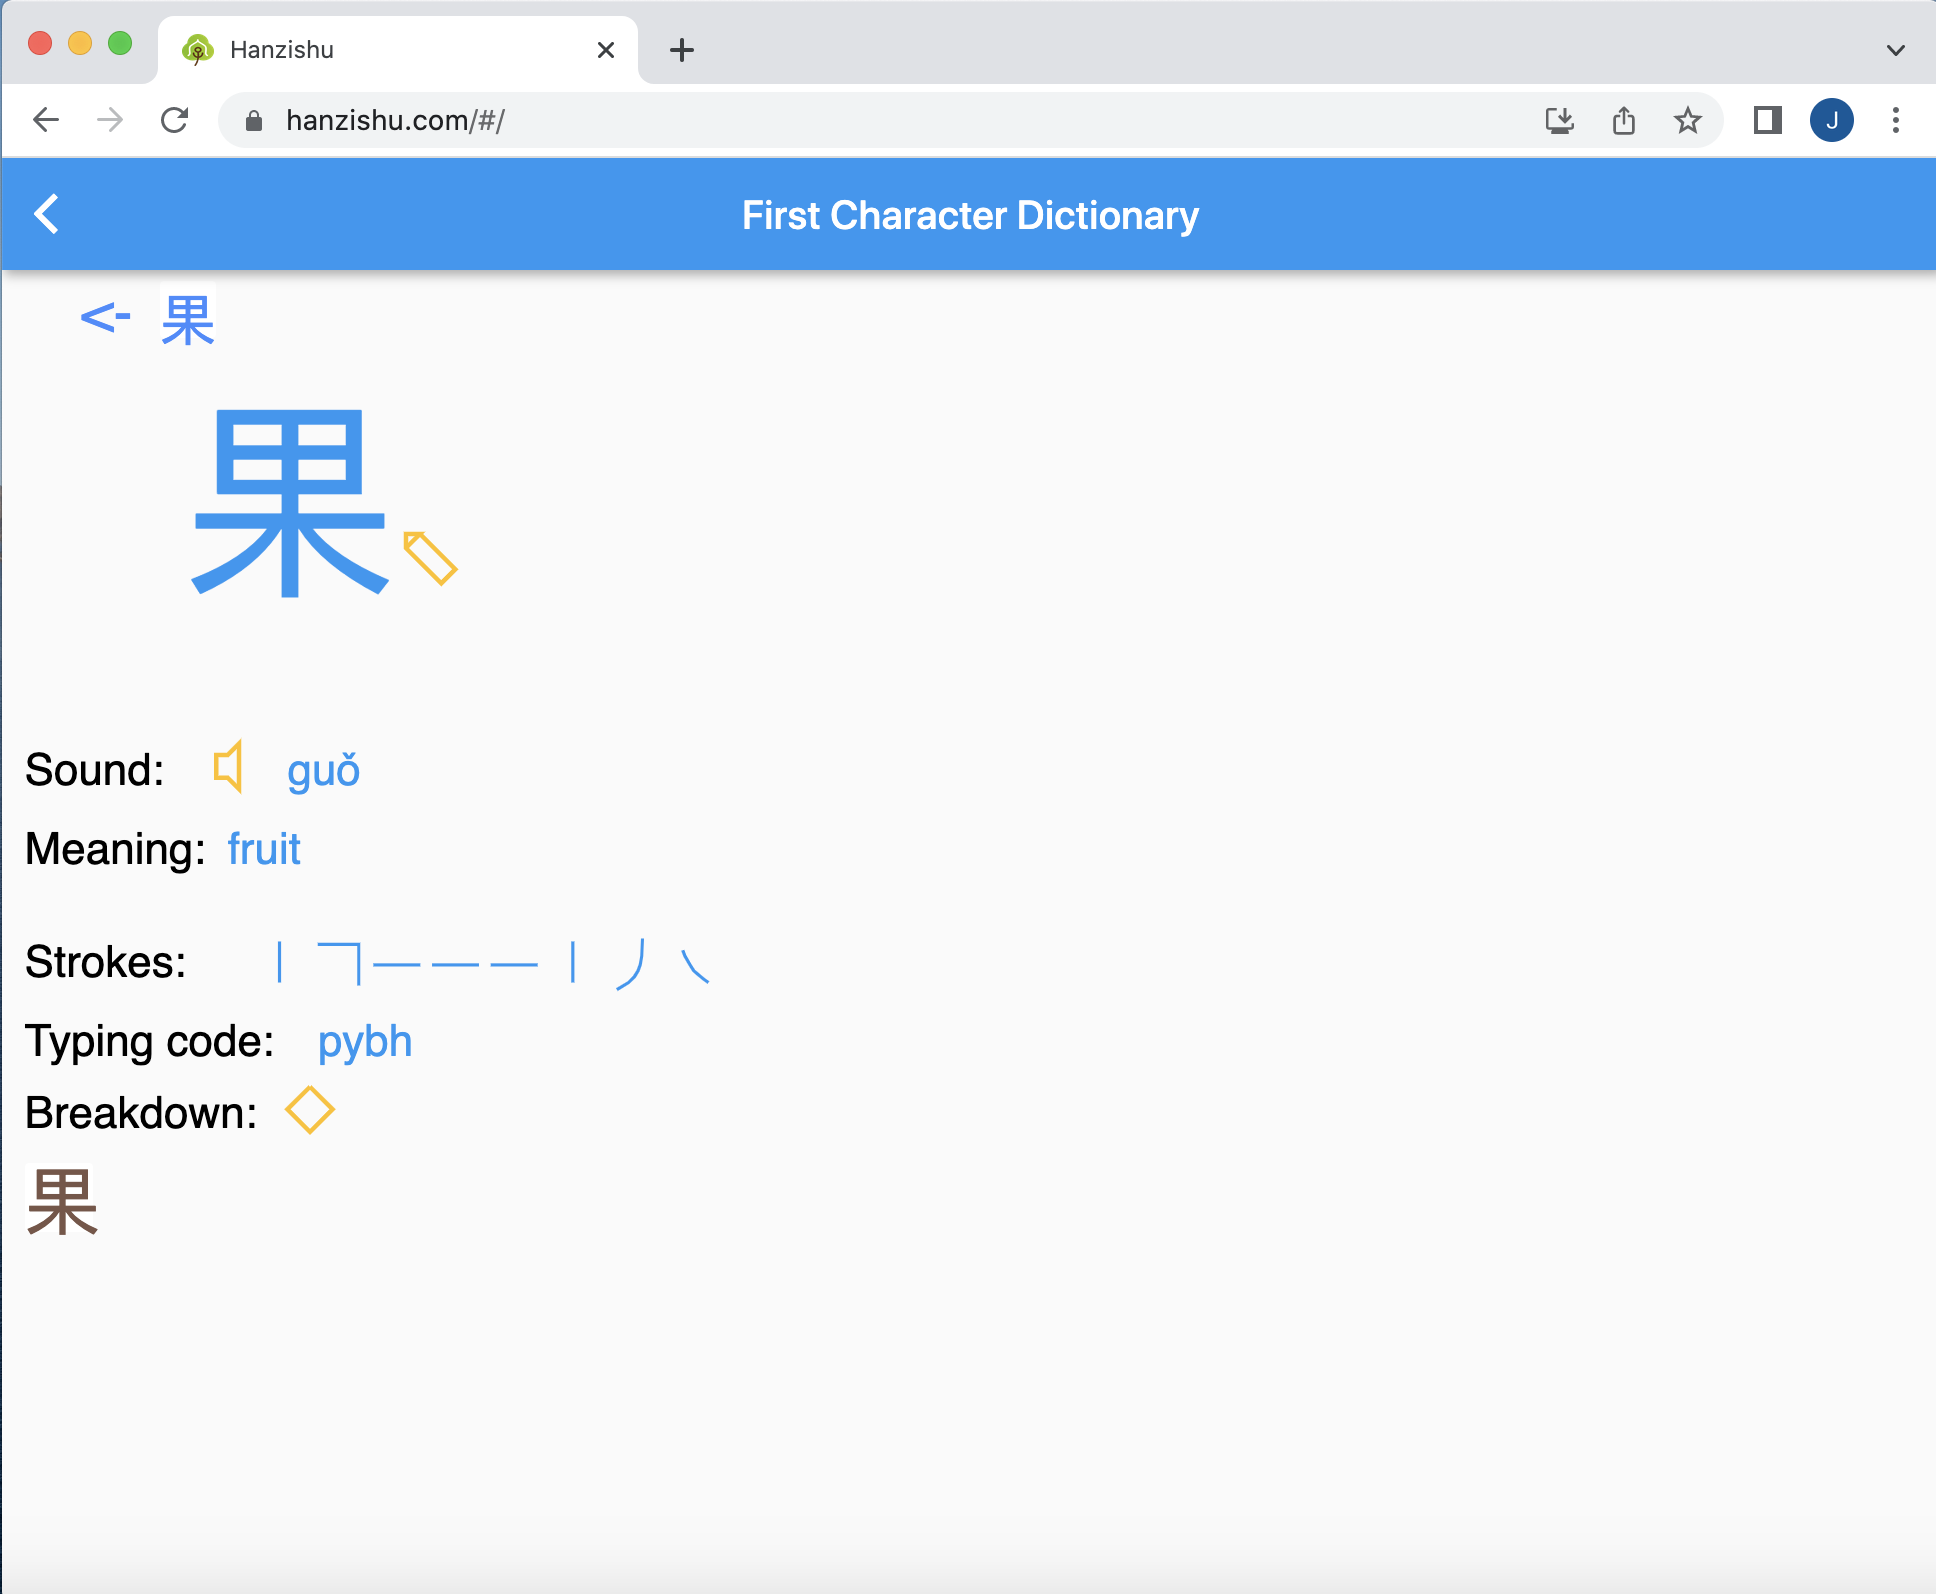 Hanzishu
hanzishu.com/#/
J
First Character Dictionary
<- 果
果
Sound: guǒ
Meaning: fruit
Strokes: 丨 ㇕ 一 一 一 丨 丿 ㇏
Typing code: pybh
Breakdown:
果